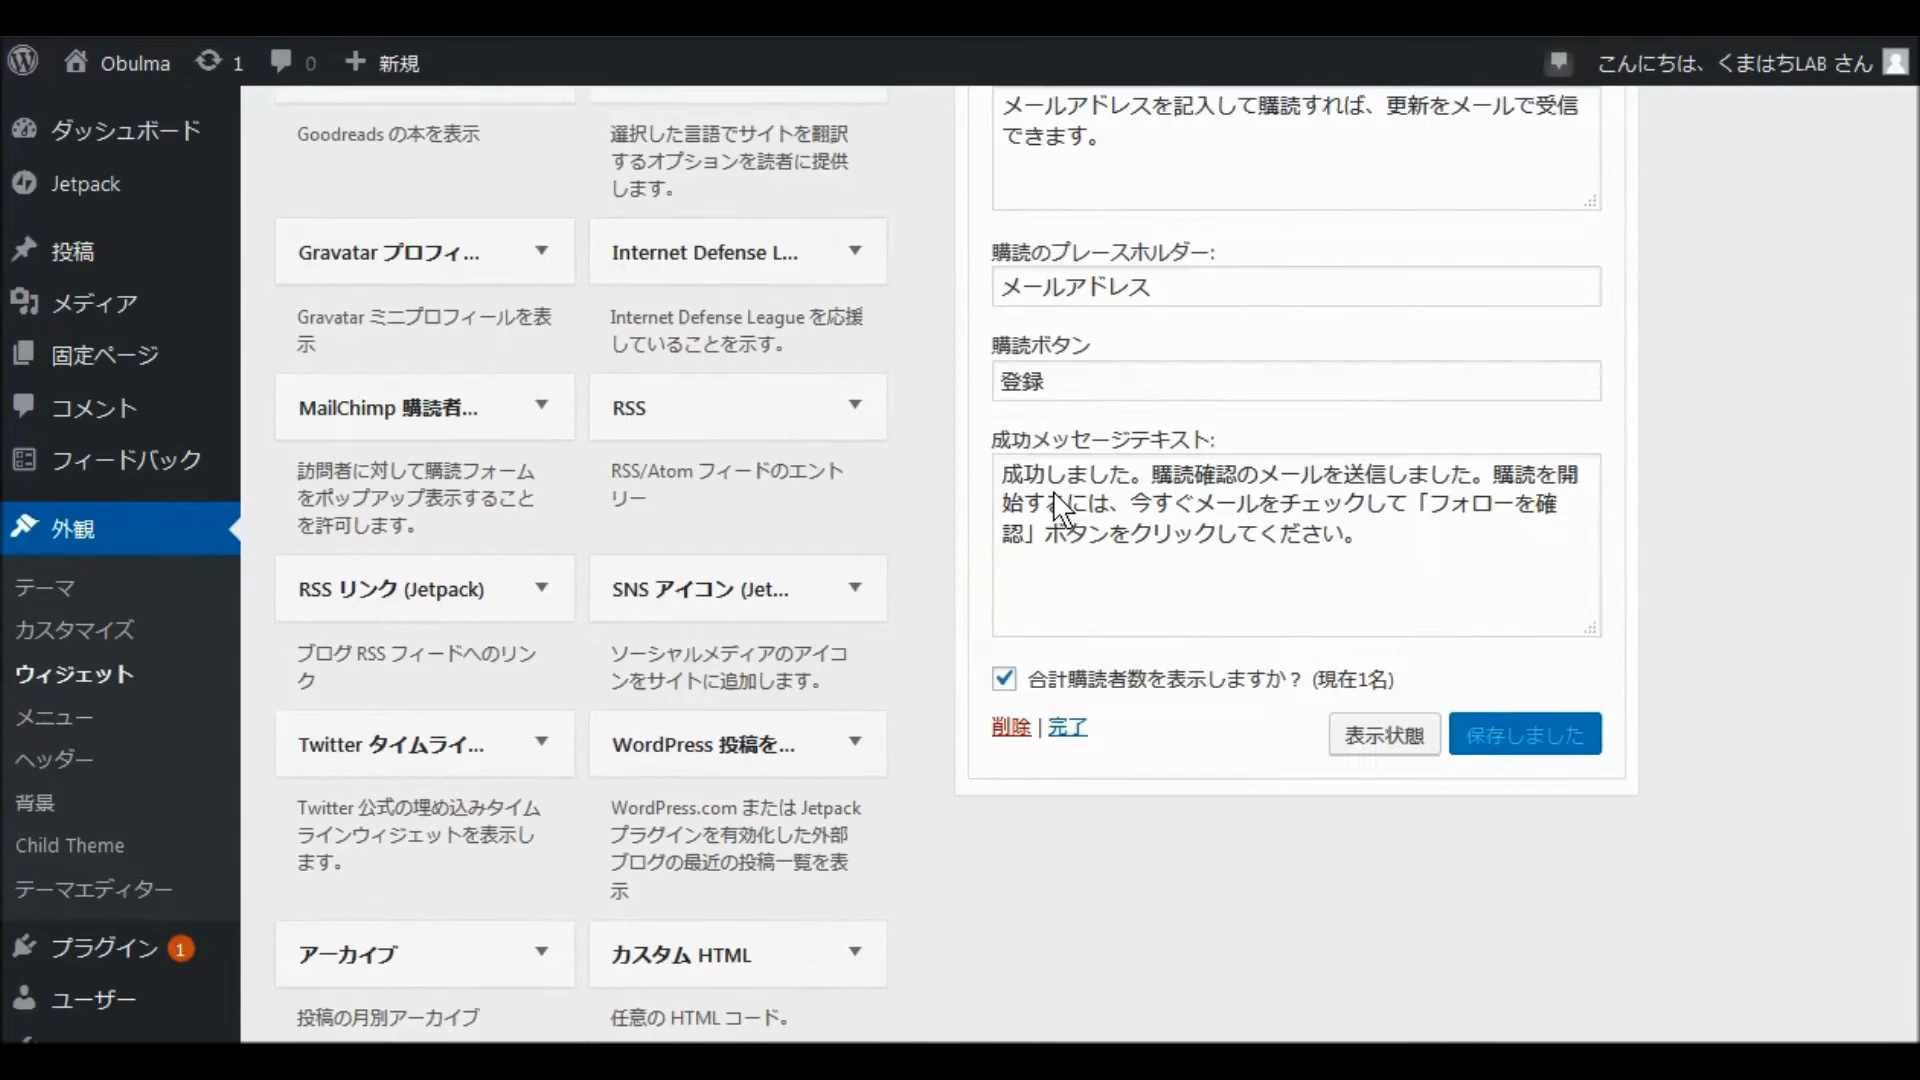 Obulma 1 0 新規
こんにちは、くまはちLAB さん
ダッシュボード
Jetpack
投稿
メディア
固定ページ
コメント
フィードバック
外観
テーマ
カスタマイズ
ウィジェット
メニュー
ヘッダー
背景
Child Theme
テーマエディター
プラグイン 1
ユーザー
Goodreads の本を表示
選択した言語でサイトを翻訳
するオプションを読者に提供
します。
Gravatar プロフィ...
Internet Defense L...
Gravatar ミニプロフィールを表
示
Internet Defense League を応援
していることを示す。
MailChimp 購読者...
RSS
訪問者に対して購読フォーム
をポップアップ表示すること
を許可します。
RSS/Atom フィードのエント
リー
RSS リンク (Jetpack)
SNS アイコン (Jet...
ブログ RSS フィードへのリン
ク
ソーシャルメディアのアイコ
ンをサイトに追加します。
Twitter タイムライ...
WordPress 投稿を...
Twitter 公式の埋め込みタイム
ラインウィジェットを表示し
ます。
WordPress.com または Jetpack
プラグインを有効化した外部
ブログの最近の投稿一覧を表
示
アーカイブ
カスタム HTML
投稿の月別アーカイブ
任意の HTML コード。
メールアドレスを記入して購読すれば、更新をメールで受信
できます。
購読のプレースホルダー:
メールアドレス
購読ボタン
登録
成功メッセージテキスト:
成功しました。購読確認のメールを送信しました。購読を開
始するには、今すぐメールをチェックして「フォローを確
認」ボタンをクリックしてください。
合計購読者数を表示しますか？ (現在1名)
削除 | 完了
表示状態
保存しました